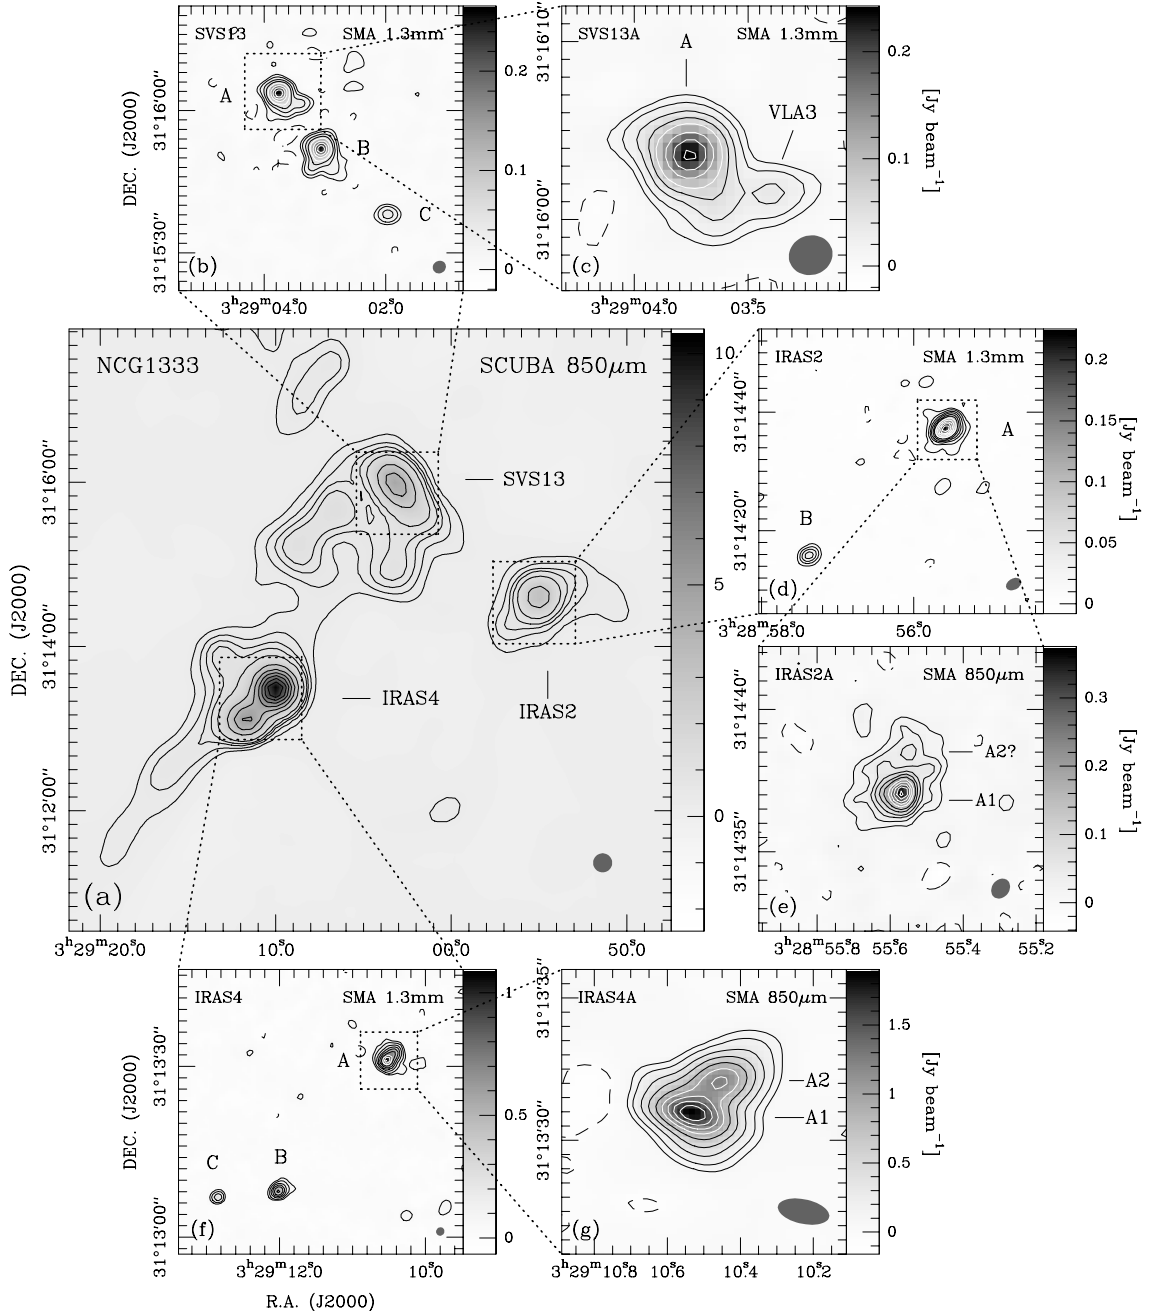 SVS13 SMA 1.3mm
A
B
C
(b)
DEC. (J2000)
31°16′00″
31°15′30″
3h29m04s.0 02s.0
0.2
0.1
0
SVS13A SMA 1.3mm
A
VLA3
(c)
31°16′10″
31°16′00″
3h29m04s.0 03s.5
0.2
0.1
0
[Jy beam−1]
NCG1333 SCUBA 850μm
SVS13
IRAS2
IRAS4
(a)
DEC. (J2000)
31°16′00″
31°14′00″
31°12′00″
3h29m20s.0 10s.0 00s.0 50s.0
10
5
0
IRAS2 SMA 1.3mm
A
B
(d)
31°14′40″
31°14′20″
3h28m58s.0 56s.0
0.2
0.15
0.1
0.05
0
[Jy beam−1]
IRAS2A SMA 850μm
A2?
A1
(e)
31°14′40″
31°14′35″
3h28m55s.8 55s.6 55s.4 55s.2
0.3
0.2
0.1
0
[Jy beam−1]
IRAS4 SMA 1.3mm
A
C
B
(f)
DEC. (J2000)
31°13′30″
31°13′00″
3h29m12s.0 10s.0
R.A. (J2000)
1
0.5
0
IRAS4A SMA 850μm
A2
A1
(g)
31°13′35″
31°13′30″
3h29m10s.8 10s.6 10s.4 10s.2
1.5
1
0.5
0
[Jy beam−1]